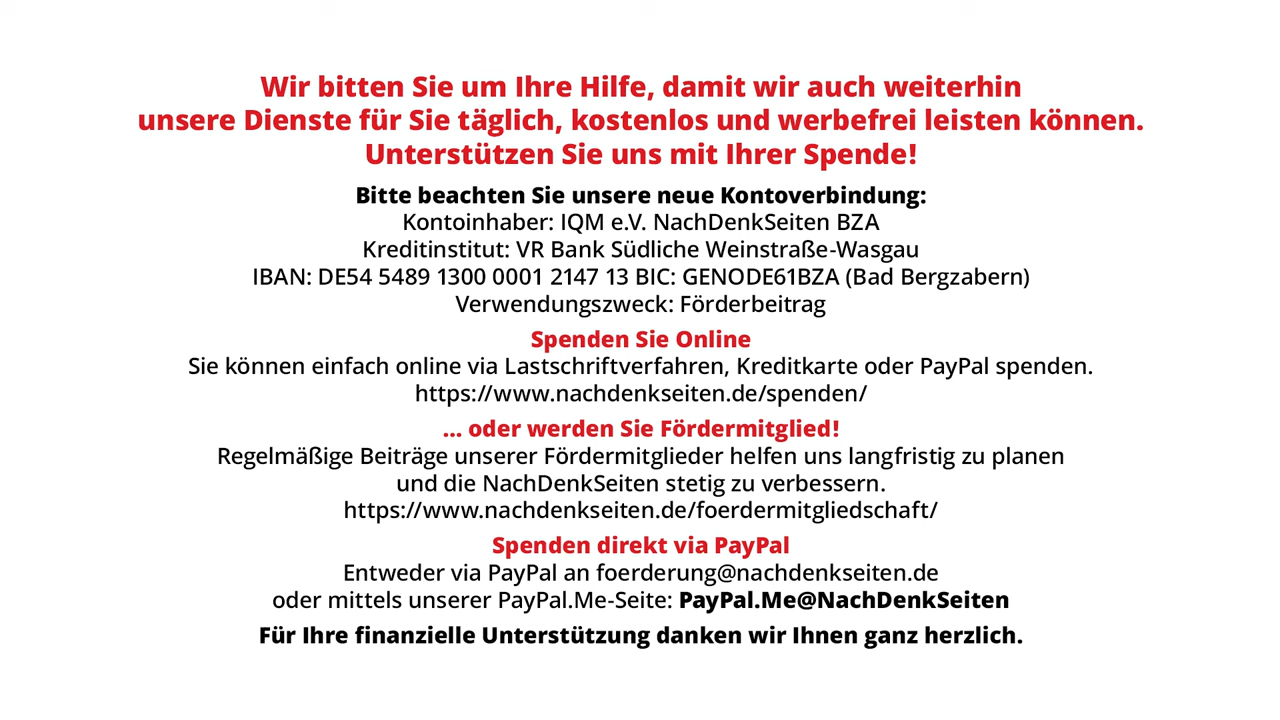 Wir bitten Sie um Ihre Hilfe, damit wir auch weiterhin
unsere Dienste für Sie täglich, kostenlos und werbefrei leisten können.
Unterstützen Sie uns mit Ihrer Spende!
Bitte beachten Sie unsere neue Kontoverbindung:
Kontoinhaber: IQM e.V. NachDenkSeiten BZA
Kreditinstitut: VR Bank Südliche Weinstraße-Wasgau
IBAN: DE54 5489 1300 0001 2147 13 BIC: GENODE61BZA (Bad Bergzabern)
Verwendungszweck: Förderbeitrag
Spenden Sie Online
Sie können einfach online via Lastschriftverfahren, Kreditkarte oder PayPal spenden.
https://www.nachdenkseiten.de/spenden/
... oder werden Sie Fördermitglied!
Regelmäßige Beiträge unserer Fördermitglieder helfen uns langfristig zu planen
und die NachDenkSeiten stetig zu verbessern.
https://www.nachdenkseiten.de/foerdermitgliedschaft/
Spenden direkt via PayPal
Entweder via PayPal an foerderung@nachdenkseiten.de
oder mittels unserer PayPal.Me-Seite: PayPal.Me@NachDenkSeiten
Für Ihre finanzielle Unterstützung danken wir Ihnen ganz herzlich.